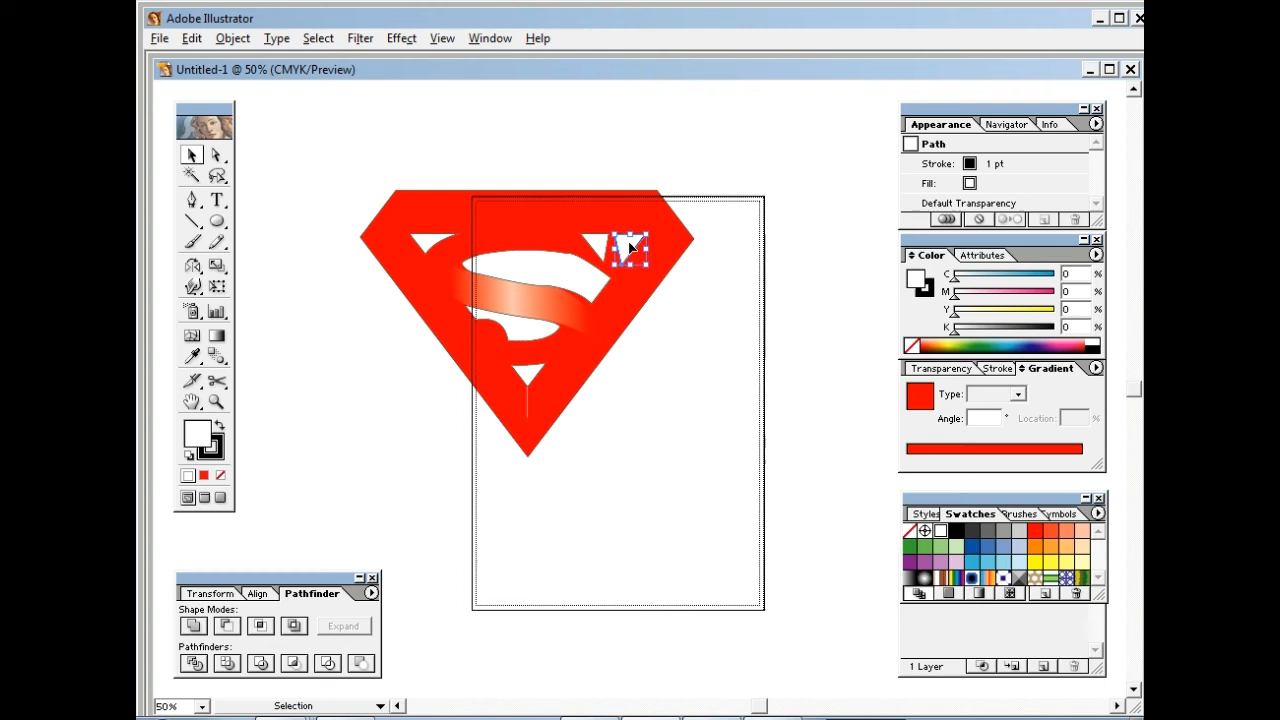 Adobe Illustrator
File Edit Object Type Select Filter Effect View Window Help
Untitled-1 @ 50% (CMYK/Preview)
Appearance Navigator Info
Path
Stroke: 1 pt
Fill:
Default Transparency
Color Attributes
C 0 %
M 0 %
Y 0 %
K 0 %
Transparency Stroke Gradient
Type:
Angle: ° Location: %
Styles Swatches Brushes Symbols
1 Layer
T
Transform Align Pathfinder
Shape Modes:
Expand
Pathfinders:
50% Selection